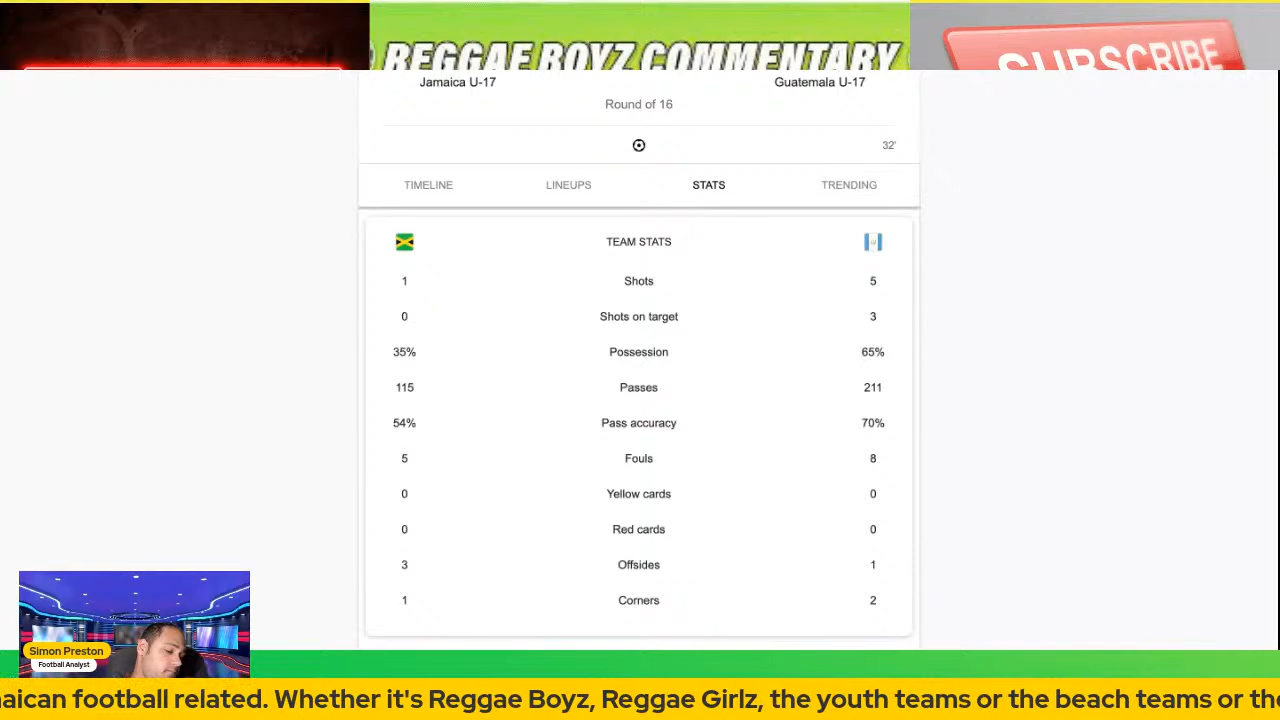 REGGAE BOYZ COMMENTARY
SUBSCRIBE
Jamaica U-17 Guatemala U-17
Round of 16
32'
TIMELINE LINEUPS STATS TRENDING
TEAM STATS
1 Shots 5
0 Shots on target 3
35% Possession 65%
115 Passes 211
54% Pass accuracy 70%
5 Fouls 8
0 Yellow cards 0
0 Red cards 0
3 Offsides 1
1 Corners 2
Simon Preston
Football Analyst
aican football related. Whether it's Reggae Boyz, Reggae Girlz, the youth teams or the beach teams or the